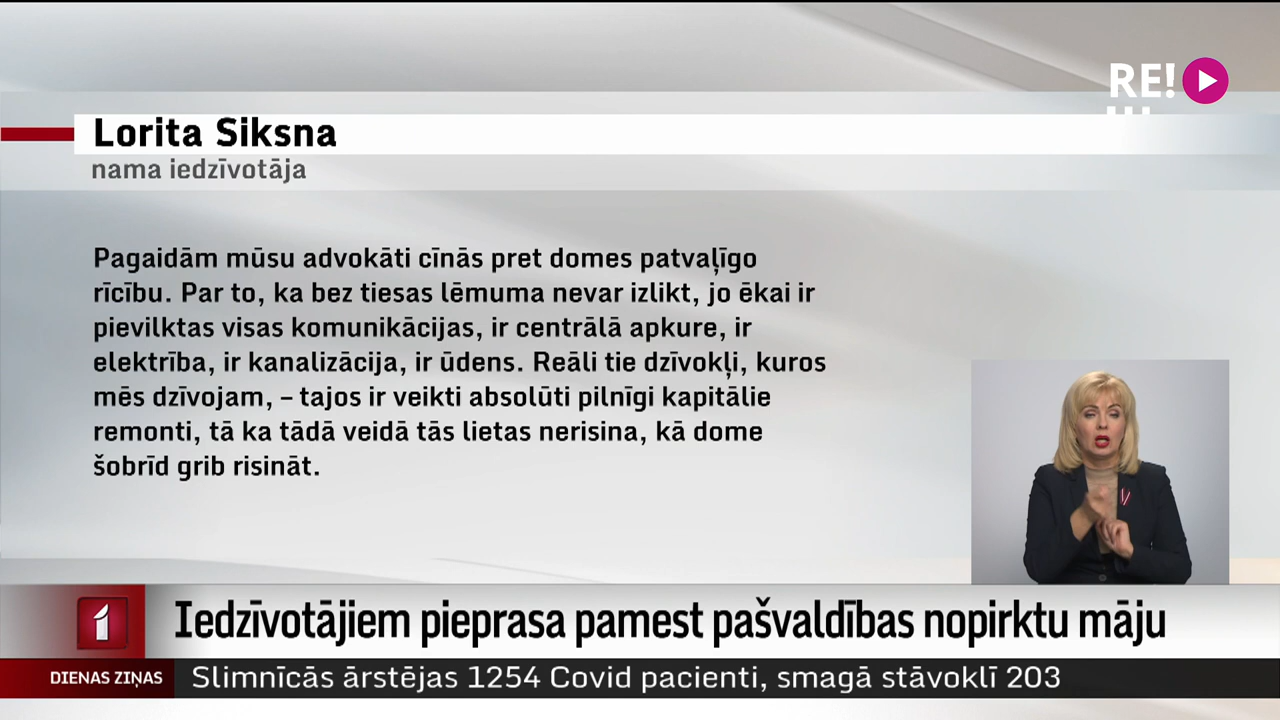 RE!
Lorita Siksna
nama iedzīvotāja
Pagaidām mūsu advokāti cīnās pret domes patvaļīgo
rīcību. Par to, ka bez tiesas lēmuma nevar izlikt, jo ēkai ir
pievilktas visas komunikācijas, ir centrālā apkure, ir
elektrība, ir kanalizācija, ir ūdens. Reāli tie dzīvokļi, kuros
mēs dzīvojam, – tajos ir veikti absolūti pilnīgi kapitālie
remonti, tā ka tādā veidā tās lietas nerisina, kā dome
šobrīd grib risināt.
1 Iedzīvotājiem pieprasa pamest pašvaldības nopirktu māju
DIENAS ZIŅAS Slimnīcās ārstējas 1254 Covid pacienti, smagā stāvoklī 203